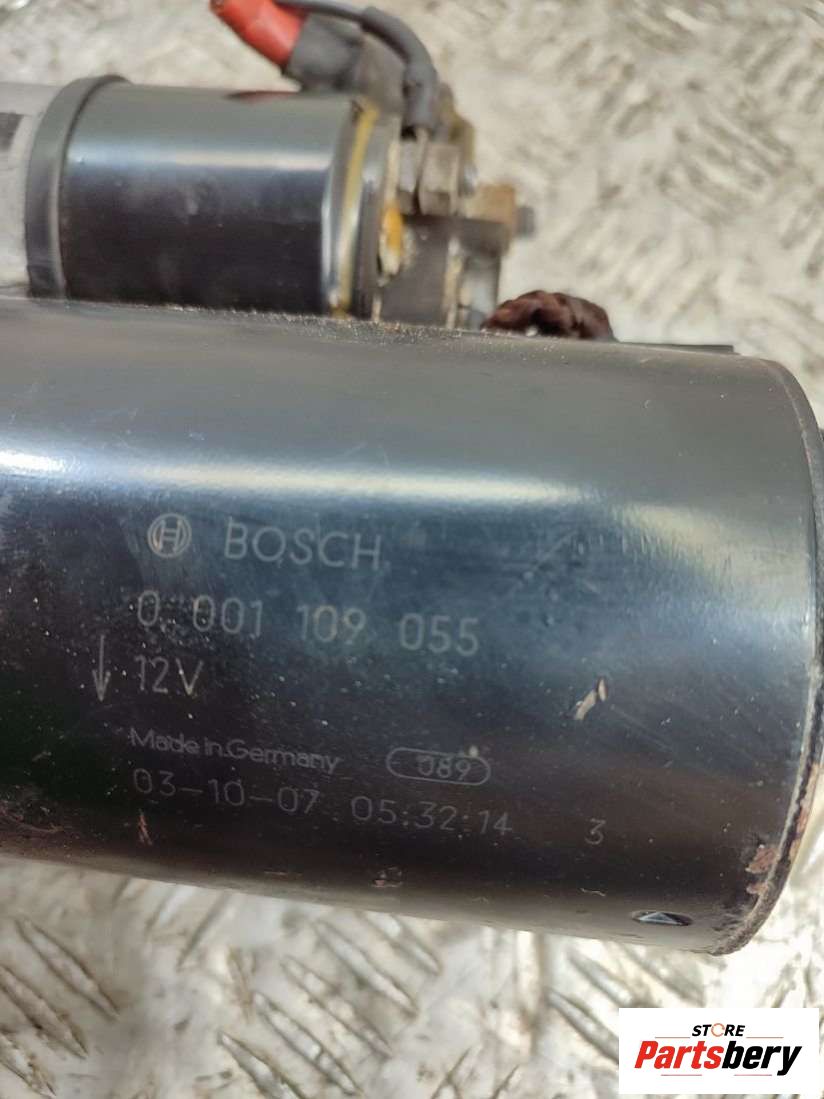 BOSCH
0 001 109 055
12V
Made in Germany 089
03-10-07 05:32:14 3
STORE
Partsbery